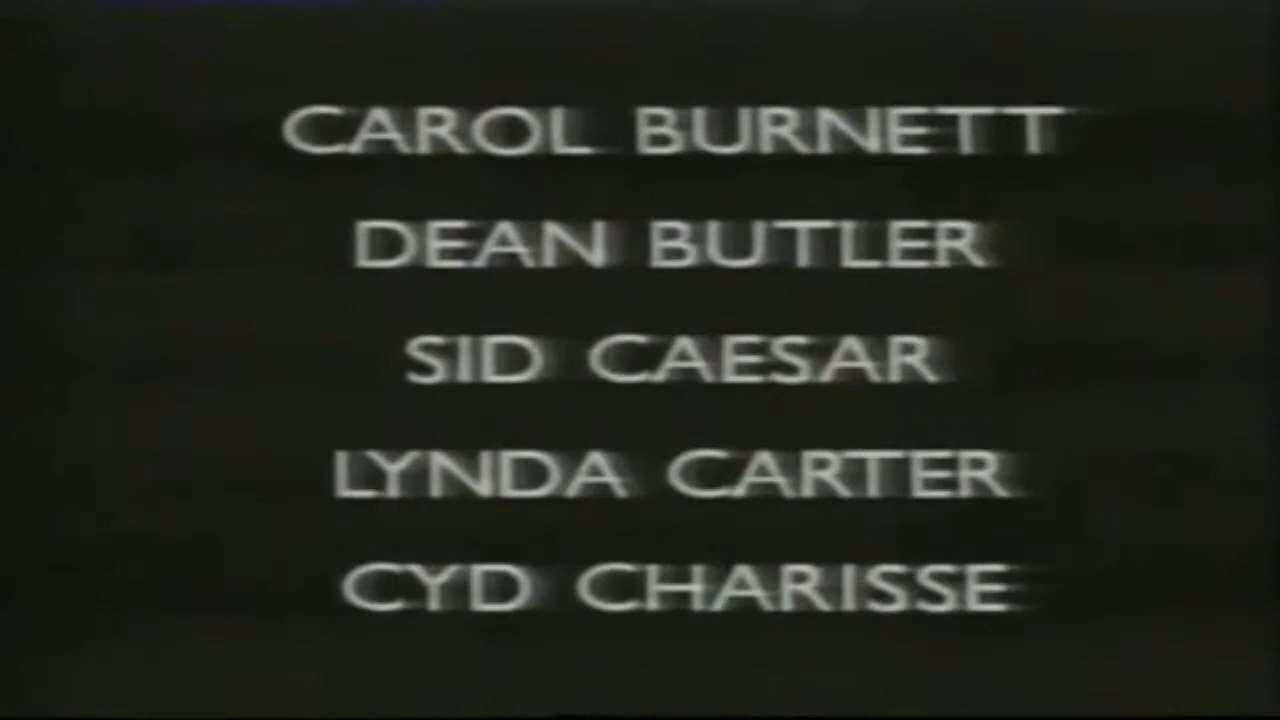 CAROL BURNETT
DEAN BUTLER
SID CAESAR
LYNDA CARTER
CYD CHARISSE